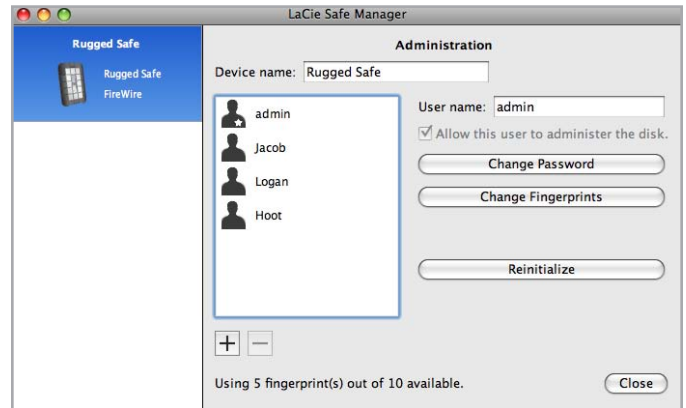 LaCie Safe Manager
Rugged Safe
Rugged Safe
FireWire
Administration
Device name: Rugged Safe
admin
Jacob
Logan
Hoot
User name: admin
Allow this user to administer the disk.
Change Password
Change Fingerprints
Reinitialize
+ −
Using 5 fingerprint(s) out of 10 available.
Close